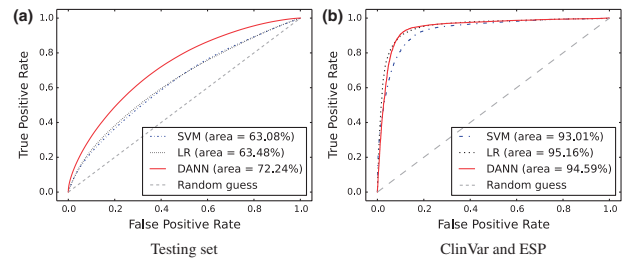 (a)
1.0
0.8
0.6
0.4
0.2
0.0
True Positive Rate
SVM (area = 63.08%)
LR (area = 63.48%)
DANN (area = 72.24%)
Random guess
0.0 0.2 0.4 0.6 0.8 1.0
False Positive Rate
Testing set
(b)
1.0
0.8
0.6
0.4
0.2
0.0
True Positive Rate
SVM (area = 93.01%)
LR (area = 95.16%)
DANN (area = 94.59%)
Random guess
0.0 0.2 0.4 0.6 0.8 1.0
False Positive Rate
ClinVar and ESP